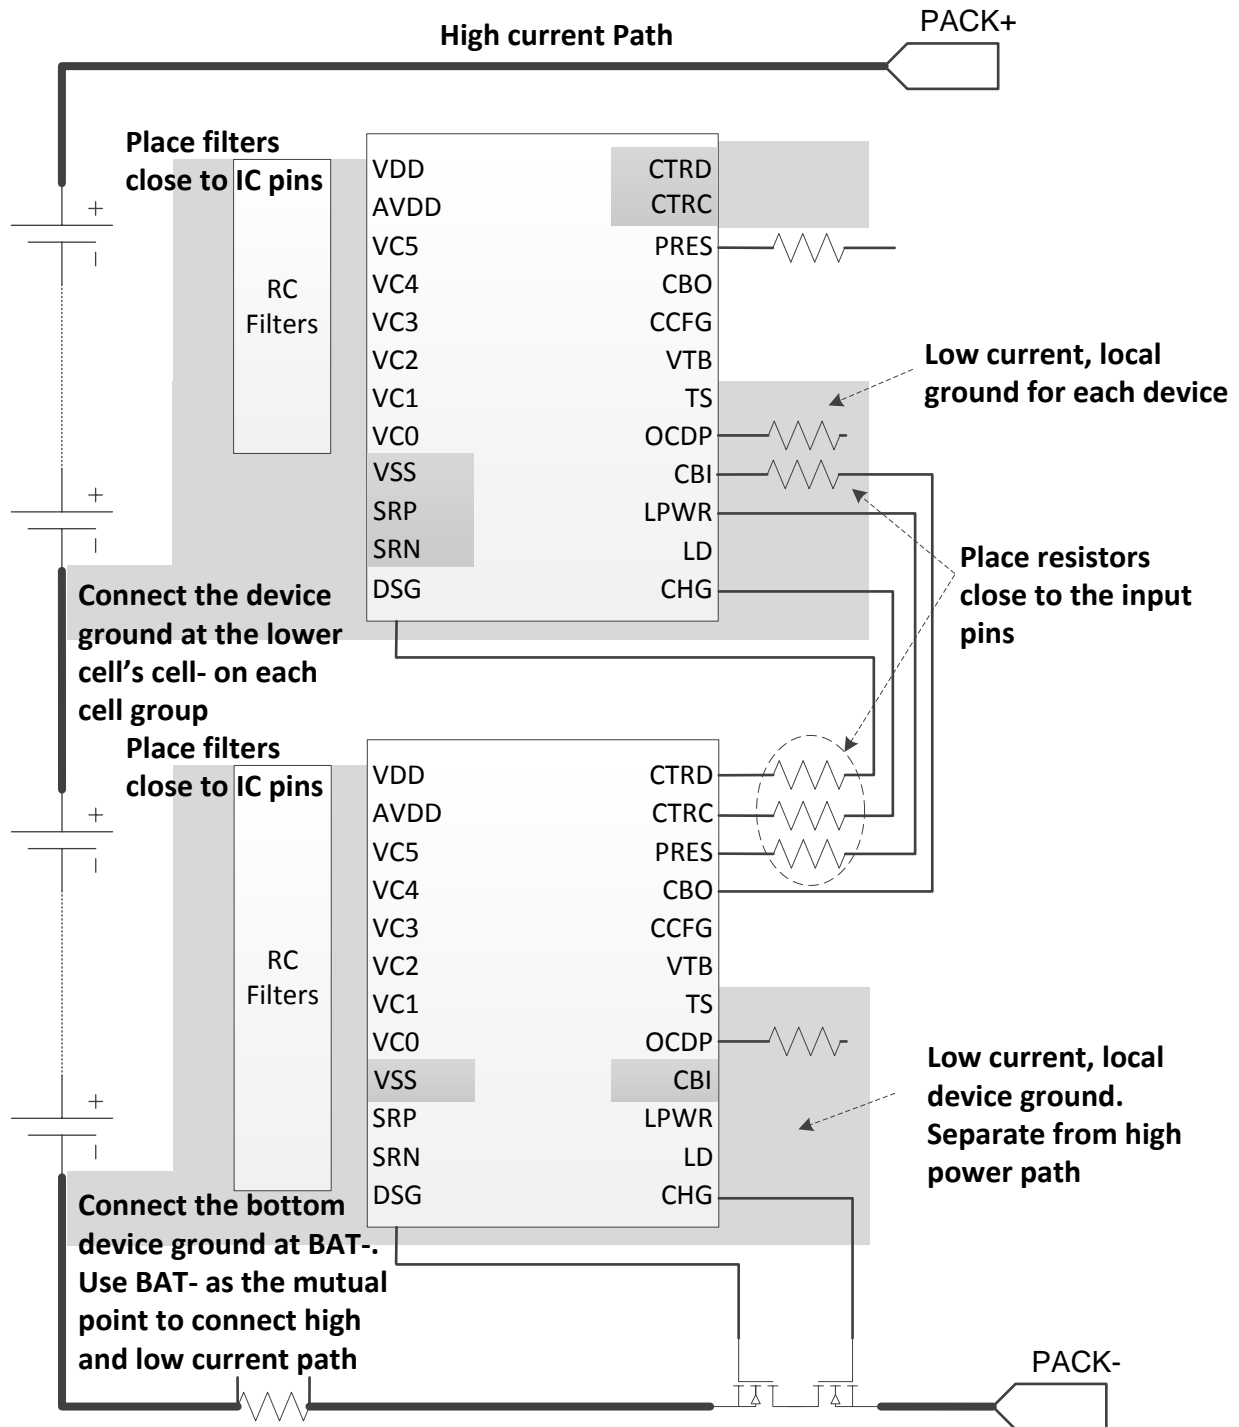 PACK+
High current Path
Place filters
close to IC pins
VDD
AVDD
VC5
VC4
VC3
VC2
VC1
VC0
VSS
SRP
SRN
DSG
CTRD
CTRC
PRES
CBO
CCFG
VTB
TS
OCDP
CBI
LPWR
LD
CHG
RC
Filters
+
–
+
–
Low current, local
ground for each device
Place resistors
close to the input
pins
Connect the device
ground at the lower
cell’s cell- on each
cell group
Place filters
close to IC pins
VDD
AVDD
VC5
VC4
VC3
VC2
VC1
VC0
VSS
SRP
SRN
DSG
CTRD
CTRC
PRES
CBO
CCFG
VTB
TS
OCDP
CBI
LPWR
LD
CHG
RC
Filters
+
–
+
–
Low current, local
device ground.
Separate from high
power path
Connect the bottom
device ground at BAT-.
Use BAT- as the mutual
point to connect high
and low current path
PACK-